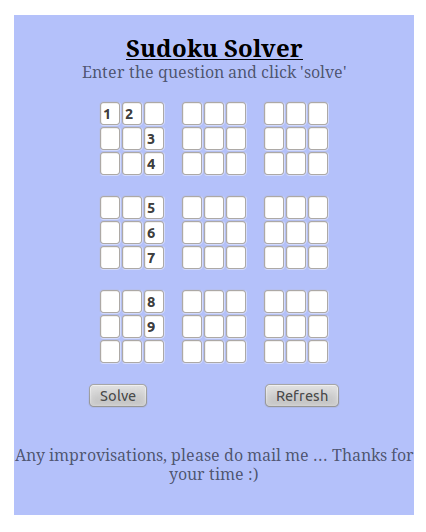 Sudoku Solver
Enter the question and click 'solve'
1 2
3
4
5
6
7
8
9
Solve Refresh
Any improvisations, please do mail me ... Thanks for
your time :)